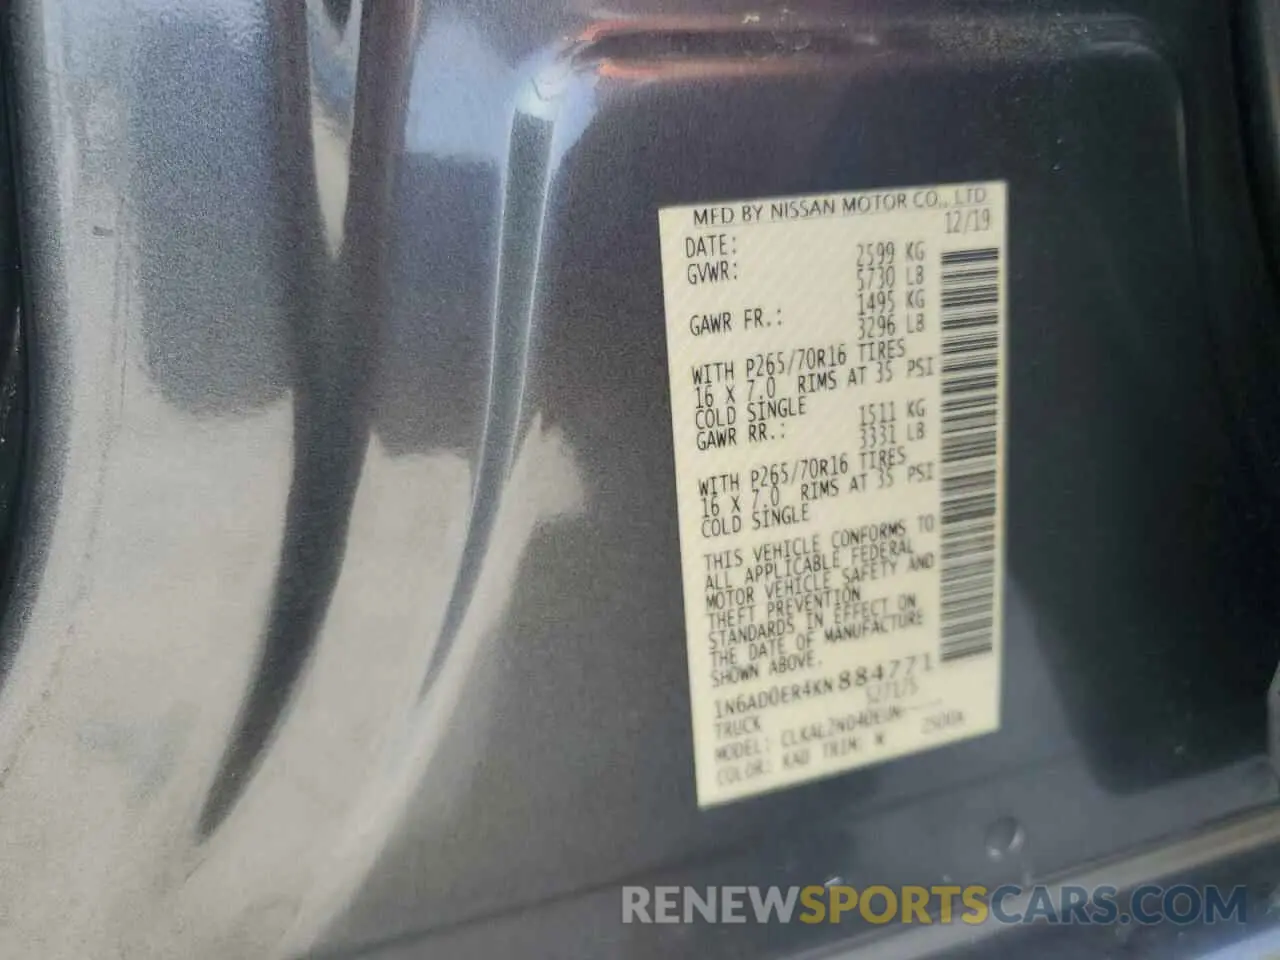 MFD BY NISSAN MOTOR CO., LTD
12/19
DATE:
GVWR: 2599 KG
5730 LB
1495 KG
GAWR FR.: 3296 LB
WITH P265/70R16 TIRES
16 X 7.0 RIMS AT 35 PSI
COLD SINGLE
1511 KG
GAWR RR.: 3331 LB
WITH P265/70R16 TIRES
16 X 7.0 RIMS AT 35 PSI
COLD SINGLE
THIS VEHICLE CONFORMS TO
ALL APPLICABLE FEDERAL
MOTOR VEHICLE SAFETY AND
THEFT PREVENTION
STANDARDS IN EFFECT ON
THE DATE OF MANUFACTURE
SHOWN ABOVE.
1N6AD0ER4KN884771
TRUCK
MODEL:
COLOR: KAD TRIM: W
RENEWSPORTSCARS.COM